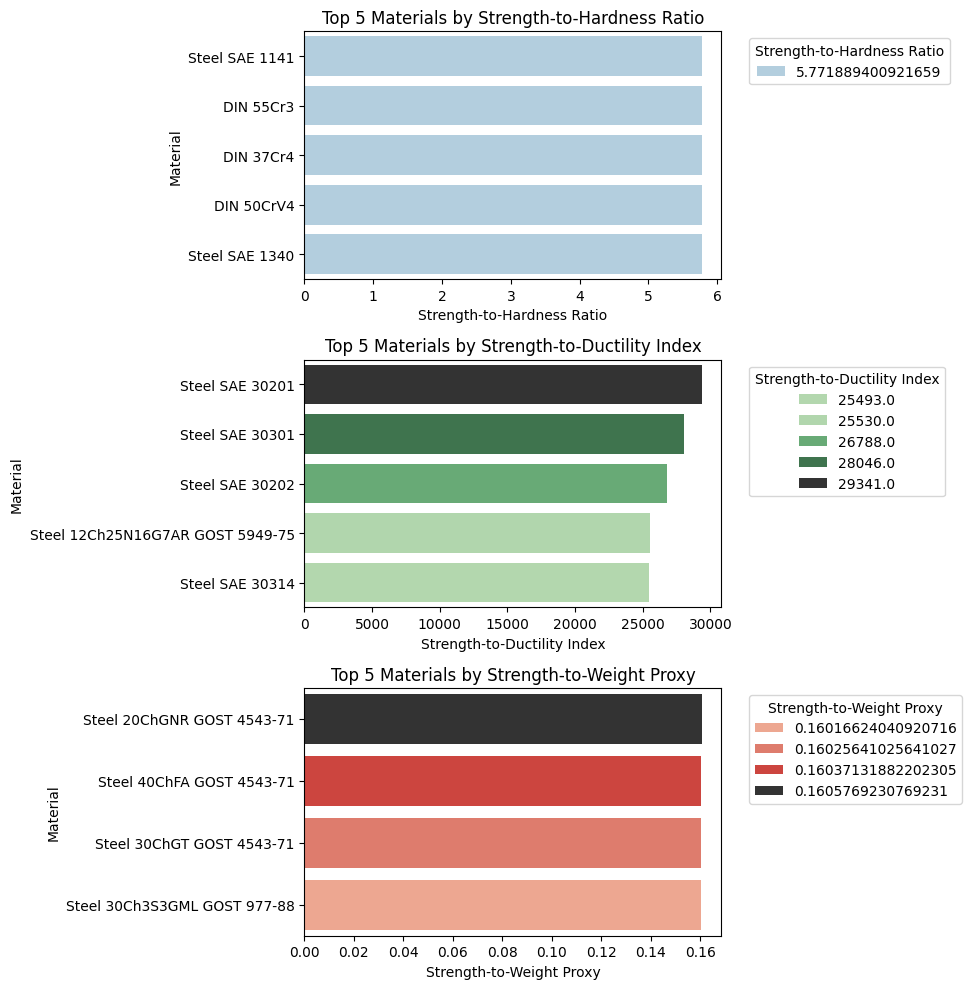 Top 5 Materials by Strength-to-Hardness Ratio
Material
Steel SAE 1141
DIN 55Cr3
DIN 37Cr4
DIN 50CrV4
Steel SAE 1340
0 1 2 3 4 5 6
Strength-to-Hardness Ratio
Strength-to-Hardness Ratio
5.771889400921659
Top 5 Materials by Strength-to-Ductility Index
Material
Steel SAE 30201
Steel SAE 30301
Steel SAE 30202
Steel 12Ch25N16G7AR GOST 5949-75
Steel SAE 30314
0 5000 10000 15000 20000 25000 30000
Strength-to-Ductility Index
Strength-to-Ductility Index
25493.0
25530.0
26788.0
28046.0
29341.0
Top 5 Materials by Strength-to-Weight Proxy
Material
Steel 20ChGNR GOST 4543-71
Steel 40ChFA GOST 4543-71
Steel 30ChGT GOST 4543-71
Steel 30Ch3S3GML GOST 977-88
0.00 0.02 0.04 0.06 0.08 0.10 0.12 0.14 0.16
Strength-to-Weight Proxy
Strength-to-Weight Proxy
0.16016624040920716
0.16025641025641027
0.16037131882202305
0.1605769230769231